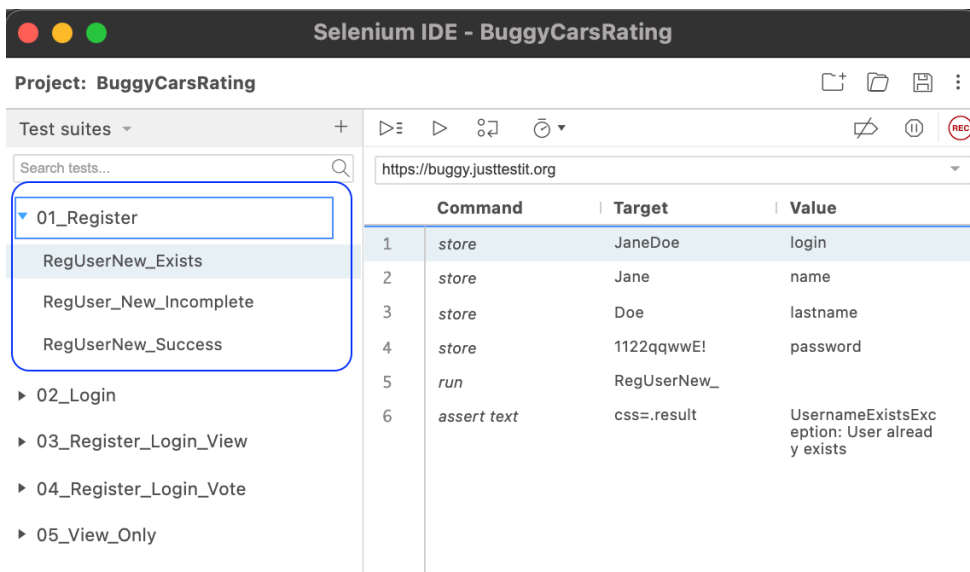 Selenium IDE - BuggyCarsRating
Project: BuggyCarsRating
Test suites
Search tests...
01_Register
RegUserNew_Exists
RegUser_New_Incomplete
RegUserNew_Success
02_Login
03_Register_Login_View
04_Register_Login_Vote
05_View_Only
REC
https://buggy.justtestit.org
Command Target Value
1 store JaneDoe login
2 store Jane name
3 store Doe lastname
4 store 1122qqwwE! password
5 run RegUserNew_
6 assert text css=.result UsernameExistsExc
eption: User alread
y exists